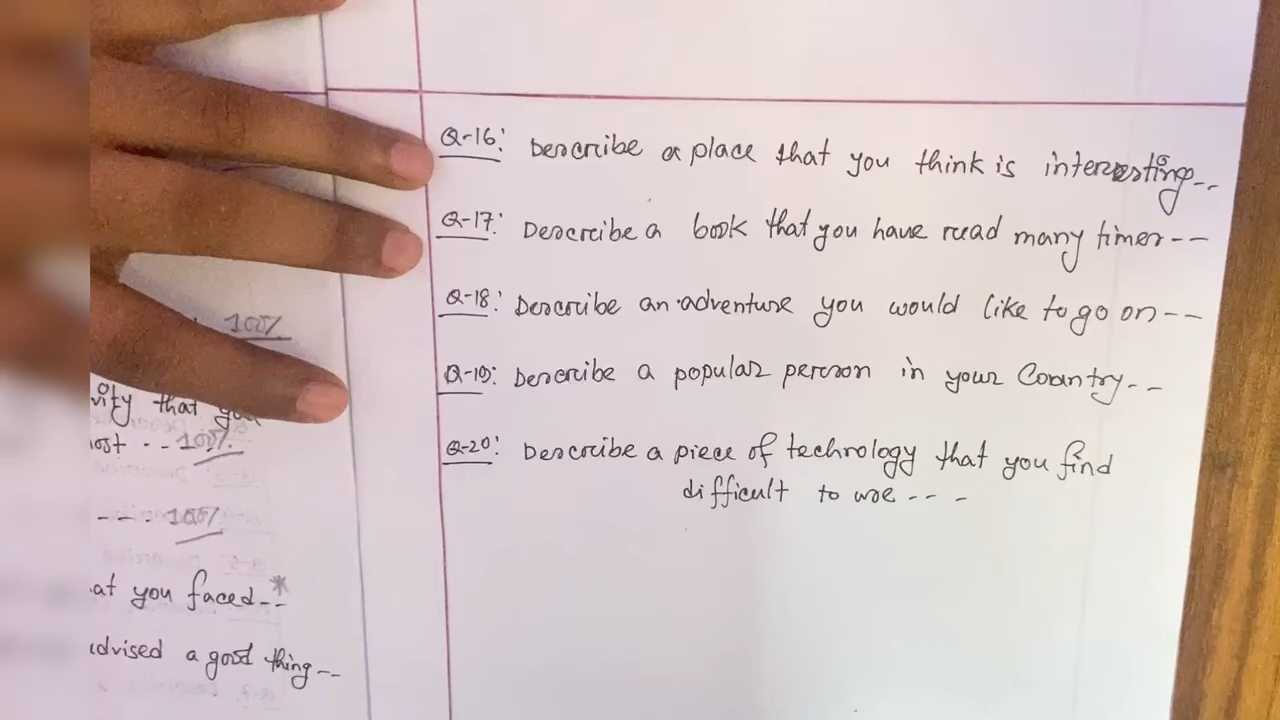 Q-16: Describe a place that you think is interesting--
Q-17: Describe a book that you have read many times--
Q-18: Describe an adventure you would like to go on--
Q-19: Describe a popular person in your Country--
Q-20: Describe a piece of technology that you find
difficult to use---
100%
vity that you
ost -- 100%
---- 100%
at you faced--*
dvised a good thing--